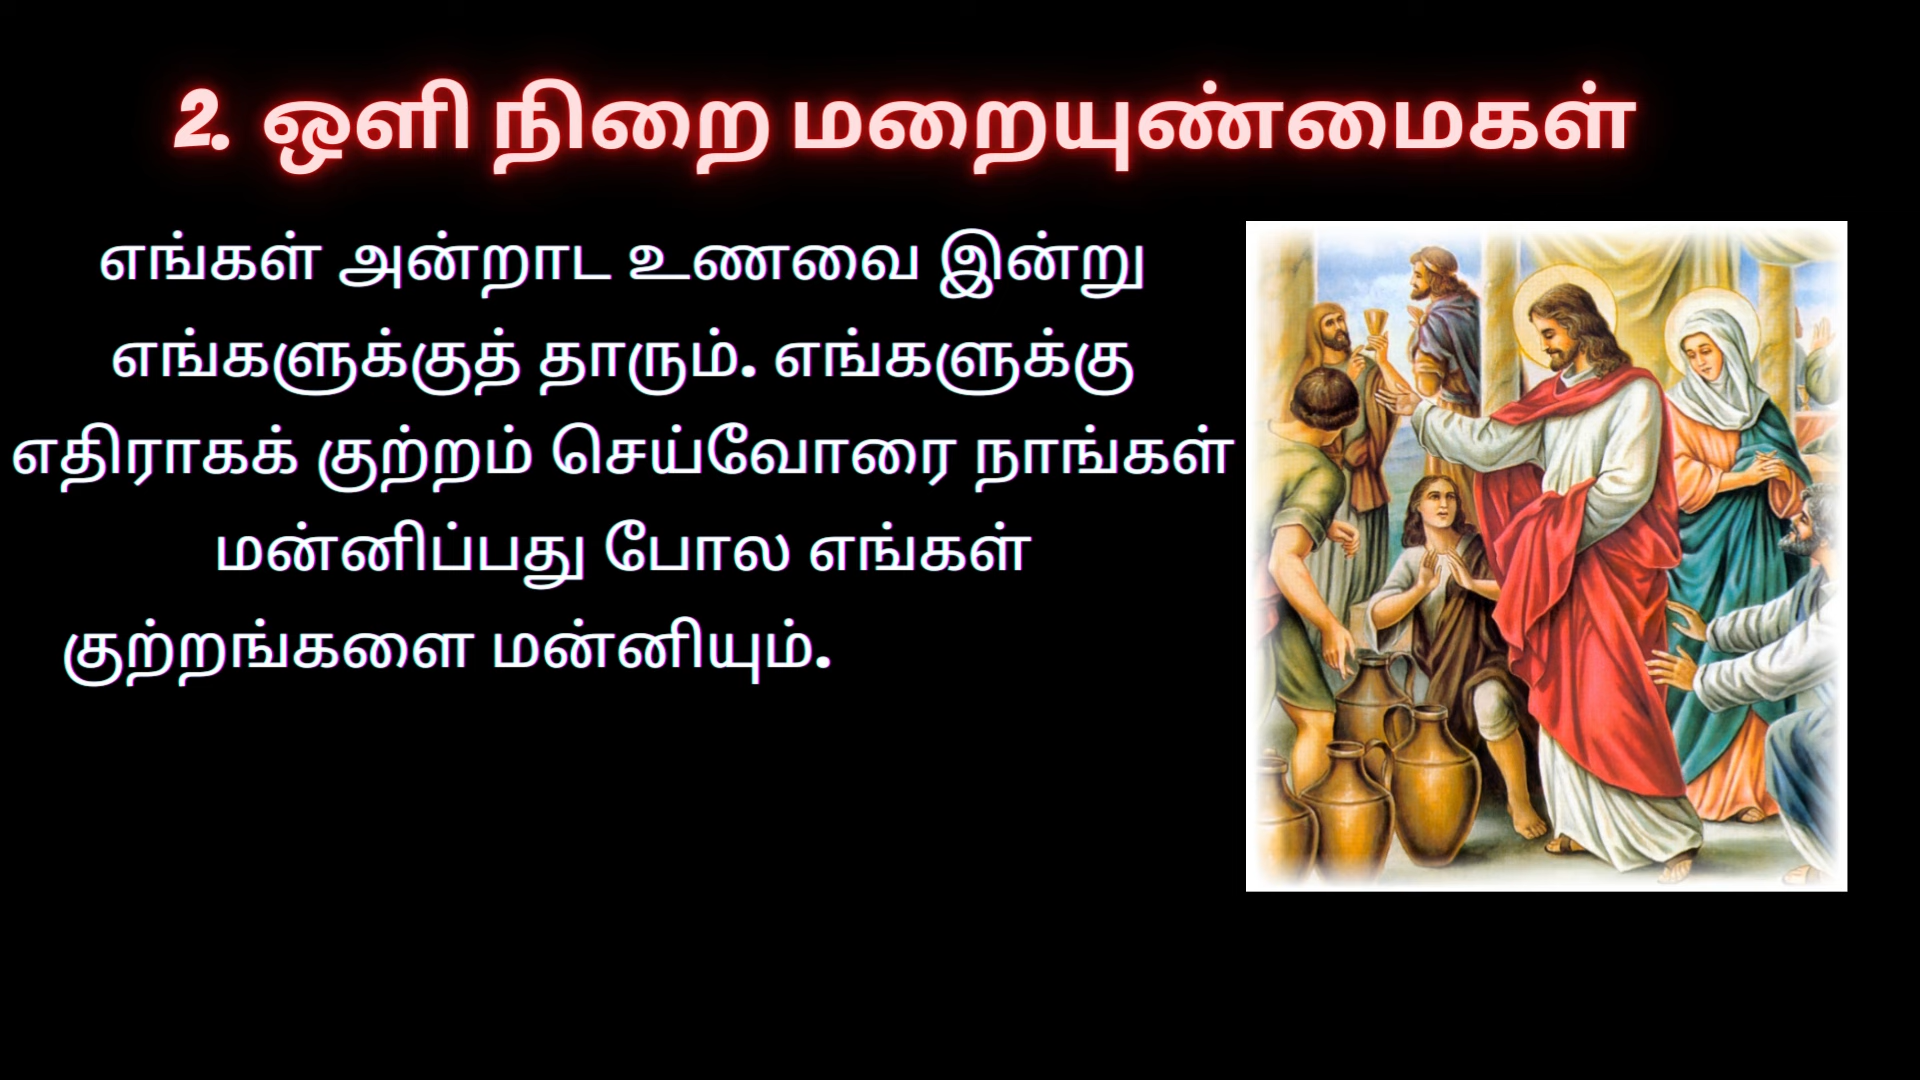 2. ஒளி நிறை மறையுண்மைகள்
எங்கள் அன்றாட உணவை இன்று
எங்களுக்குத் தாரும். எங்களுக்கு
எதிராகக் குற்றம் செய்வோரை நாங்கள்
மன்னிப்பது போல எங்கள்
குற்றங்களை மன்னியும்.